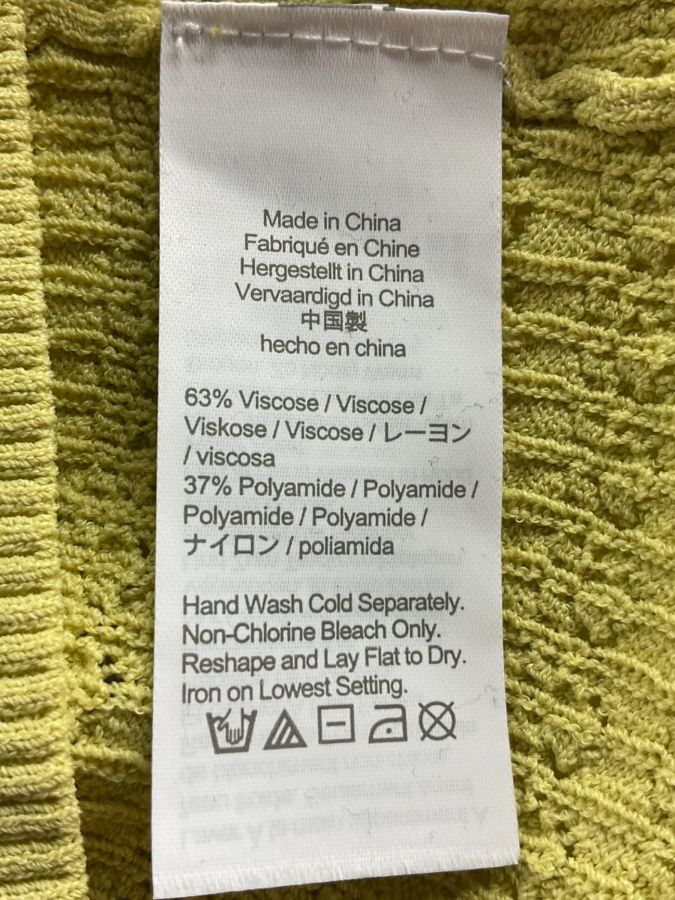 Made in China
Fabriqué en Chine
Hergestellt in China
Vervaardigd in China
中国製
hecho en china
63% Viscose / Viscose /
Viskose / Viscose / レーヨン
/ viscosa
37% Polyamide / Polyamide /
Polyamide / Polyamide /
ナイロン / poliamida
Hand Wash Cold Separately.
Non-Chlorine Bleach Only.
Reshape and Lay Flat to Dry.
Iron on Lowest Setting.